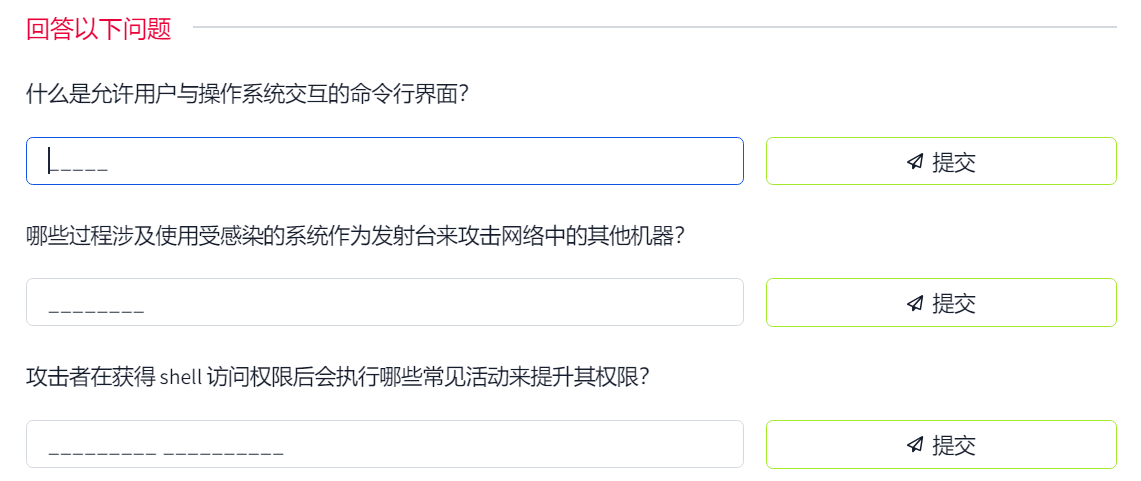 回答以下问题
什么是允许用户与操作系统交互的命令行界面?
_____
提交
哪些过程涉及使用受感染的系统作为发射台来攻击网络中的其他机器?
________
提交
攻击者在获得 shell 访问权限后会执行哪些常见活动来提升其权限?
_________ __________
提交